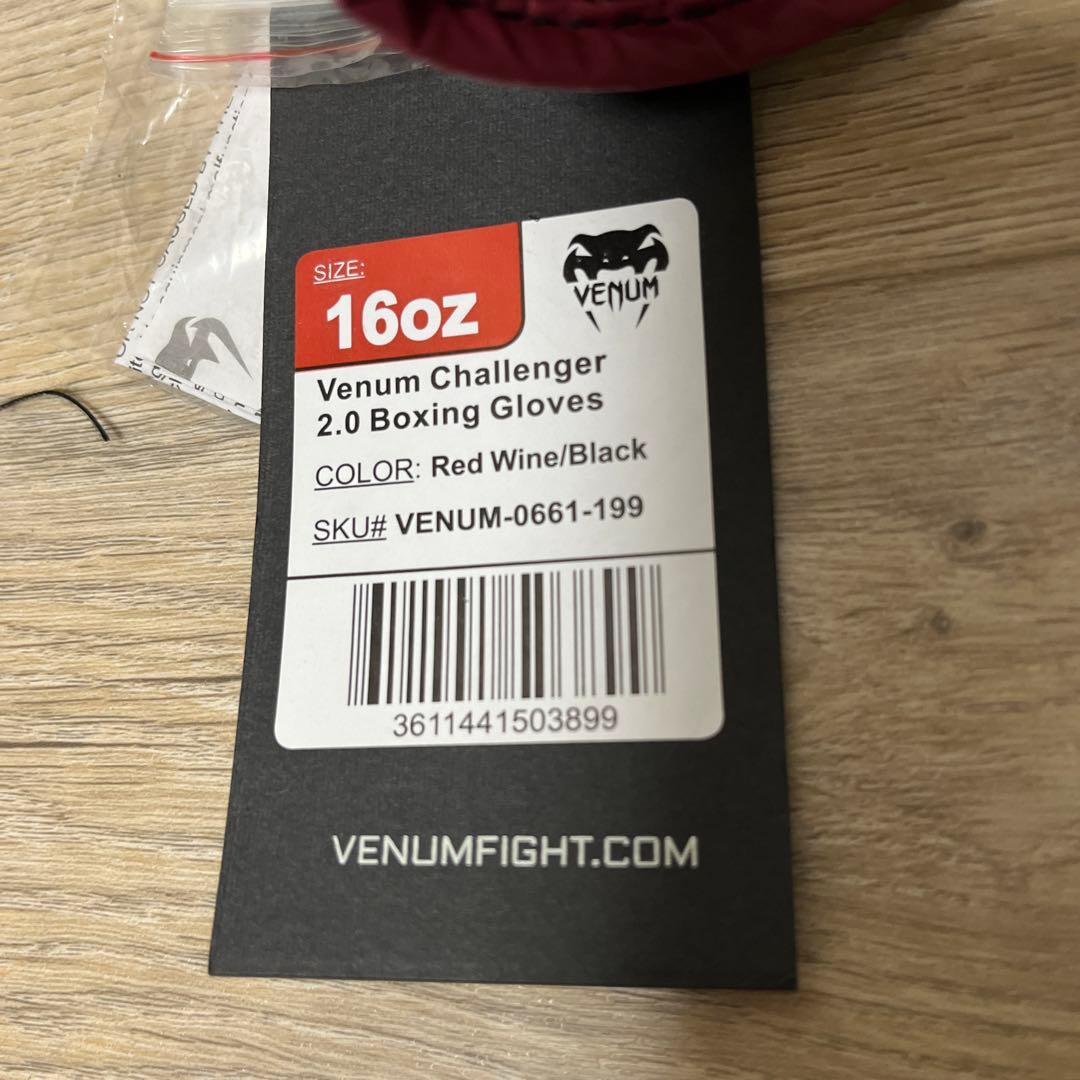 SIZE:
16oz
VENUM
Venum Challenger
2.0 Boxing Gloves
COLOR: Red Wine/Black
SKU# VENUM-0661-199
3611441503899
VENUMFIGHT.COM